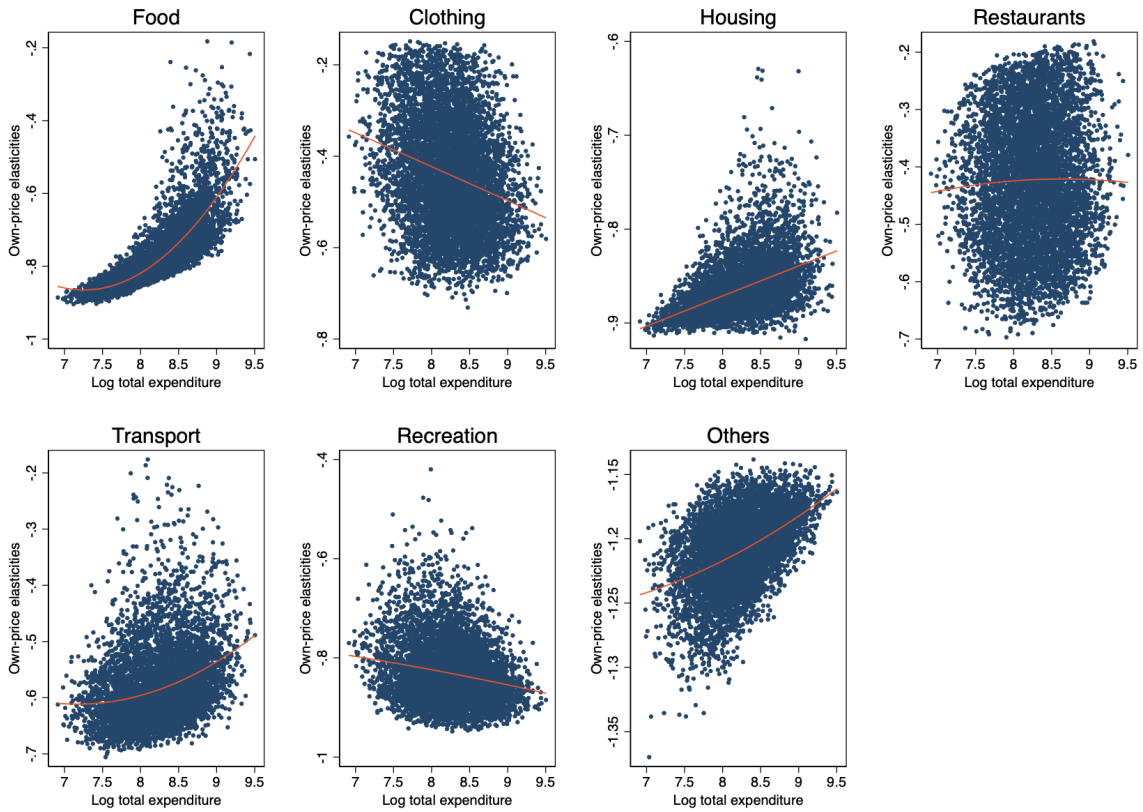 Food
Own-price elasticities
-.2
-.4
-.6
-.8
-1
7 7.5 8 8.5 9 9.5
Log total expenditure
Clothing
Own-price elasticities
-.2
-.4
-.6
-.8
7 7.5 8 8.5 9 9.5
Log total expenditure
Housing
Own-price elasticities
-.6
-.7
-.8
-.9
7 7.5 8 8.5 9 9.5
Log total expenditure
Restaurants
Own-price elasticities
-.2
-.3
-.4
-.5
-.6
-.7
7 7.5 8 8.5 9 9.5
Log total expenditure
Transport
Own-price elasticities
-.2
-.3
-.4
-.5
-.6
-.7
7 7.5 8 8.5 9 9.5
Log total expenditure
Recreation
Own-price elasticities
-.4
-.6
-.8
-1
7 7.5 8 8.5 9 9.5
Log total expenditure
Others
Own-price elasticities
-1.15
-1.2
-1.25
-1.3
-1.35
7 7.5 8 8.5 9 9.5
Log total expenditure